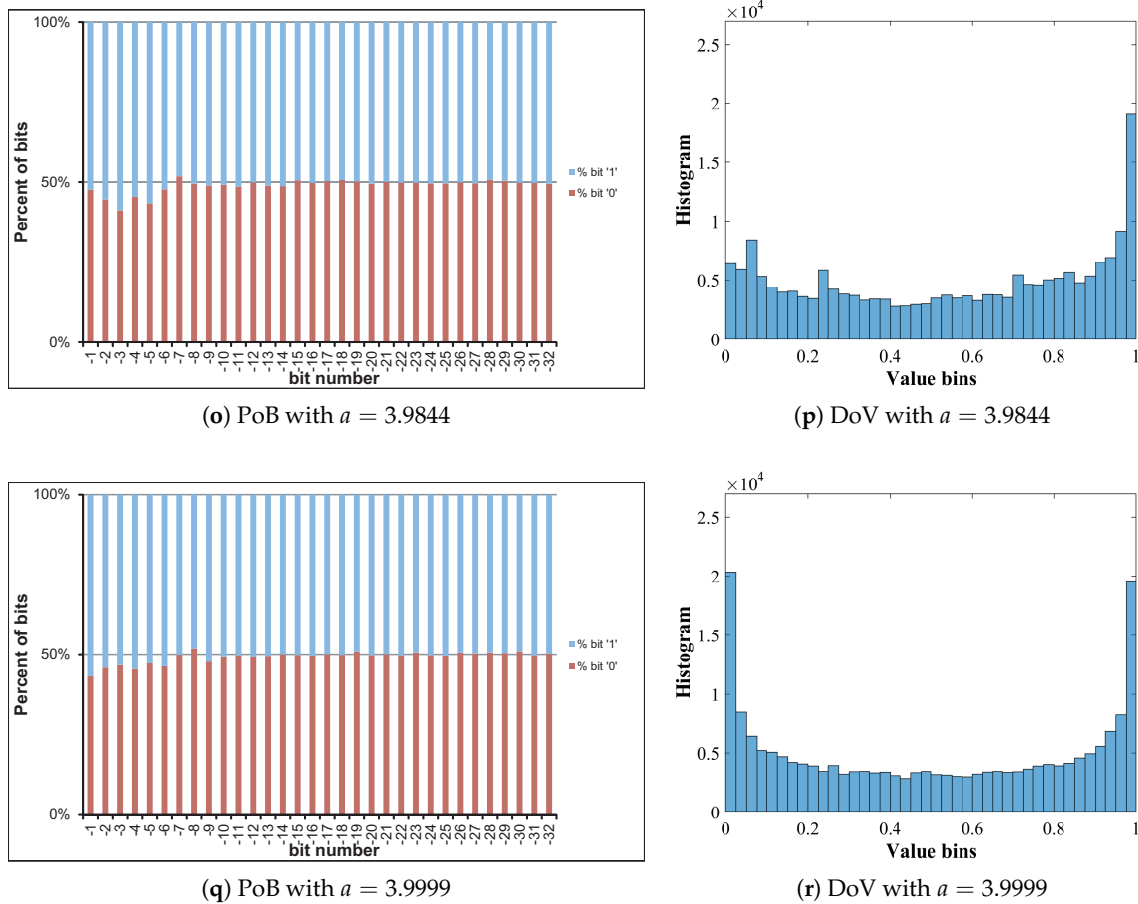 100%
50%
0%
Percent of bits
% bit '1'
% bit '0'
-1 -2 -3 -4 -5 -6 -7 -8 -9 -10 -11 -12 -13 -14 -15 -16 -17 -18 -19 -20 -21 -22 -23 -24 -25 -26 -27 -28 -29 -30 -31 -32
bit number
(o) PoB with a = 3.9844
×10⁴
2.5
2
1.5
1
0.5
0
Histogram
0 0.2 0.4 0.6 0.8 1
Value bins
(p) DoV with a = 3.9844
100%
50%
0%
Percent of bits
% bit '1'
% bit '0'
-1 -2 -3 -4 -5 -6 -7 -8 -9 -10 -11 -12 -13 -14 -15 -16 -17 -18 -19 -20 -21 -22 -23 -24 -25 -26 -27 -28 -29 -30 -31 -32
bit number
(q) PoB with a = 3.9999
×10⁴
2.5
2
1.5
1
0.5
0
Histogram
0 0.2 0.4 0.6 0.8 1
Value bins
(r) DoV with a = 3.9999